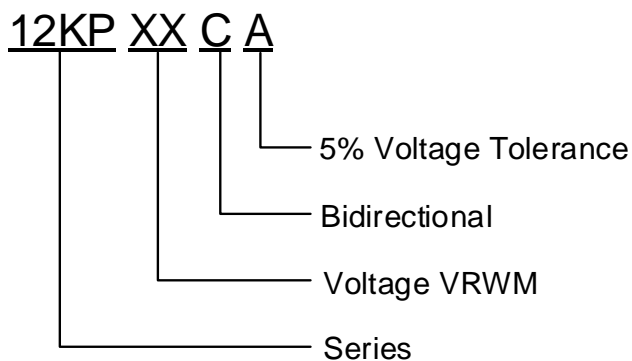 12KP XX C A
5% Voltage Tolerance
Bidirectional
Voltage VRWM
Series